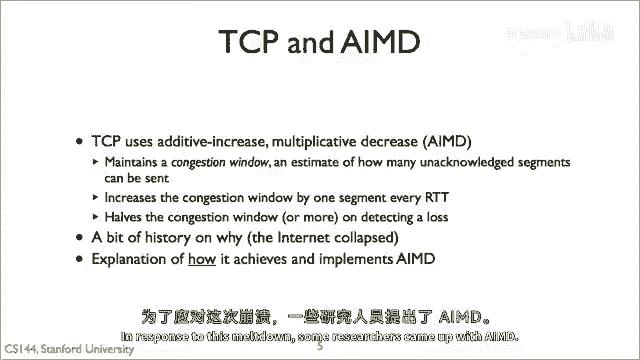 TCP and AIMD
• TCP uses additive-increase, multiplicative decrease (AIMD)
‣ Maintains a congestion window, an estimate of how many unacknowledged segments
can be sent
‣ Increases the congestion window by one segment every RTT
‣ Halves the congestion window (or more) on detecting a loss
• A bit of history on why (the Internet collapsed)
• Explanation of how it achieves and implements AIMD
为了应对这次崩溃，一些研究人员提出了 AIMD。
In response to this meltdown, some researchers came up with AIMD.
CS144, Stanford University
5